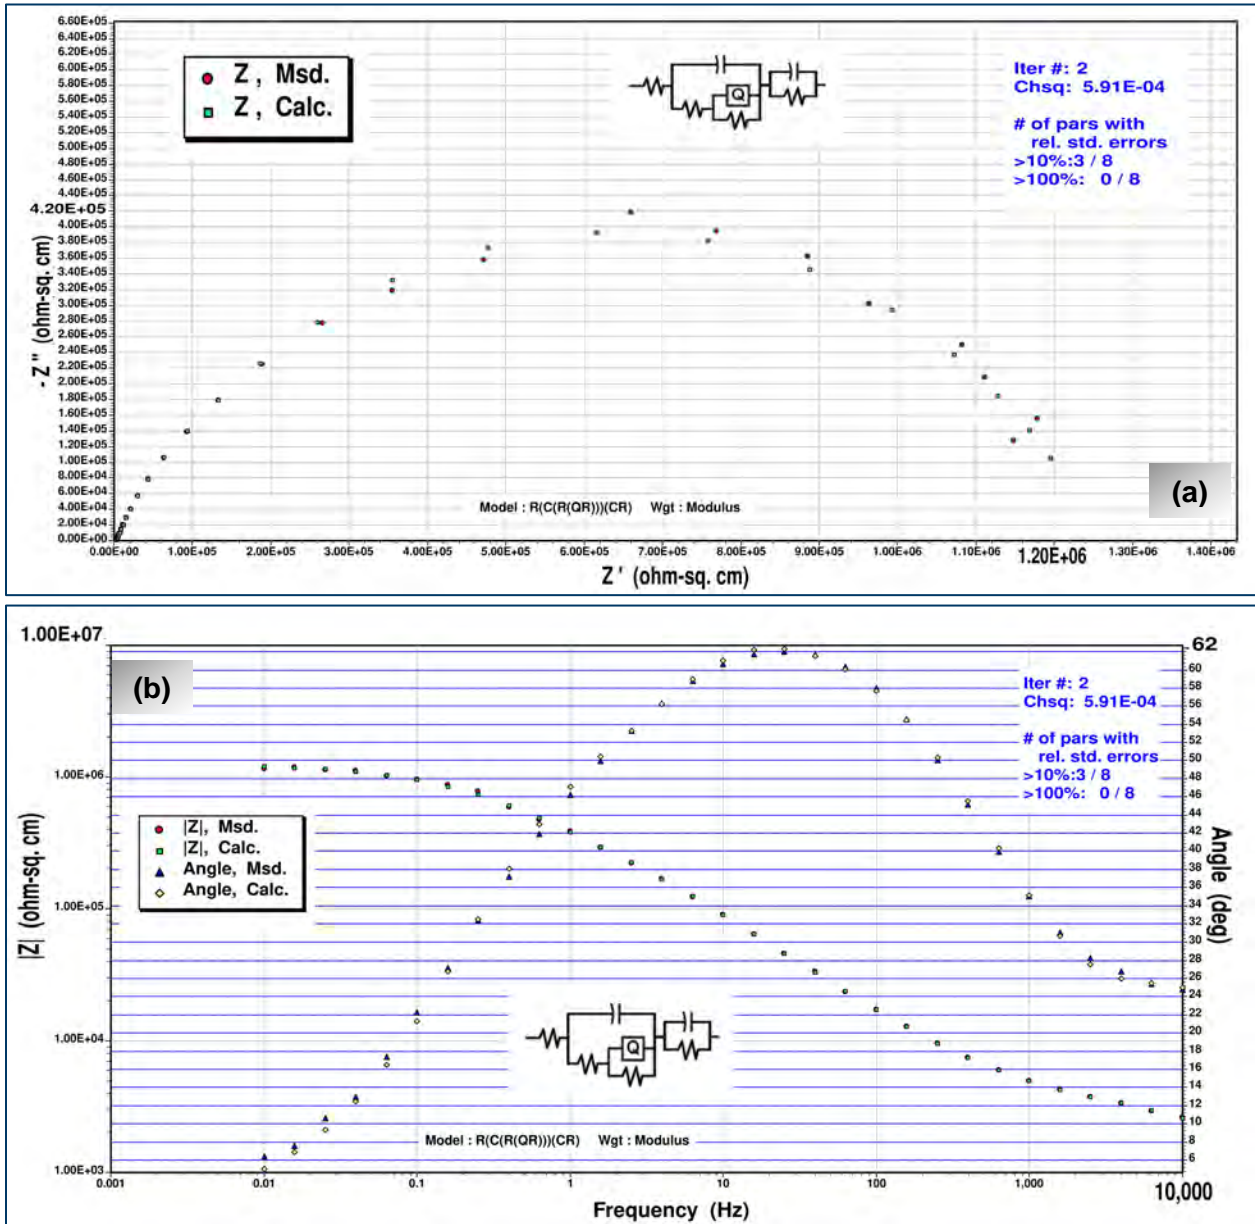 6.60E+05
6.40E+05
6.20E+05
6.00E+05
5.80E+05
5.60E+05
5.40E+05
5.20E+05
5.00E+05
4.80E+05
4.60E+05
4.40E+05
4.20E+05
4.00E+05
3.80E+05
3.60E+05
3.40E+05
3.20E+05
3.00E+05
2.80E+05
2.60E+05
2.40E+05
2.20E+05
2.00E+05
1.80E+05
1.60E+05
1.40E+05
1.20E+05
1.00E+05
8.00E+04
6.00E+04
4.00E+04
2.00E+04
0.00E+00
- Z '' (ohm-sq. cm)
Z , Msd.
Z , Calc.
Q
Iter #: 2
Chsq: 5.91E-04
# of pars with
rel. std. errors
>10%:3 / 8
>100%: 0 / 8
(a)
Model : R(C(R(QR)))(CR) Wgt : Modulus
0.00E+00 1.00E+05 2.00E+05 3.00E+05 4.00E+05 5.00E+05 6.00E+05 7.00E+05 8.00E+05 9.00E+05 1.00E+06 1.10E+06 1.20E+06 1.30E+06 1.40E+06
Z ' (ohm-sq. cm)
1.00E+07
1.00E+06
1.00E+05
1.00E+04
1.00E+03
|Z| (ohm-sq. cm)
(b)
|Z|, Msd.
|Z|, Calc.
Angle, Msd.
Angle, Calc.
Iter #: 2
Chsq: 5.91E-04
# of pars with
rel. std. errors
>10%:3 / 8
>100%: 0 / 8
Q
Model : R(C(R(QR)))(CR) Wgt : Modulus
-62
60
58
56
54
52
50
48
46
44
42
40
38
36
34
32
30
28
26
24
22
20
18
16
14
12
10
8
6
Angle (deg)
0.001 0.01 0.1 1 10 100 1,000 10,000
Frequency (Hz)